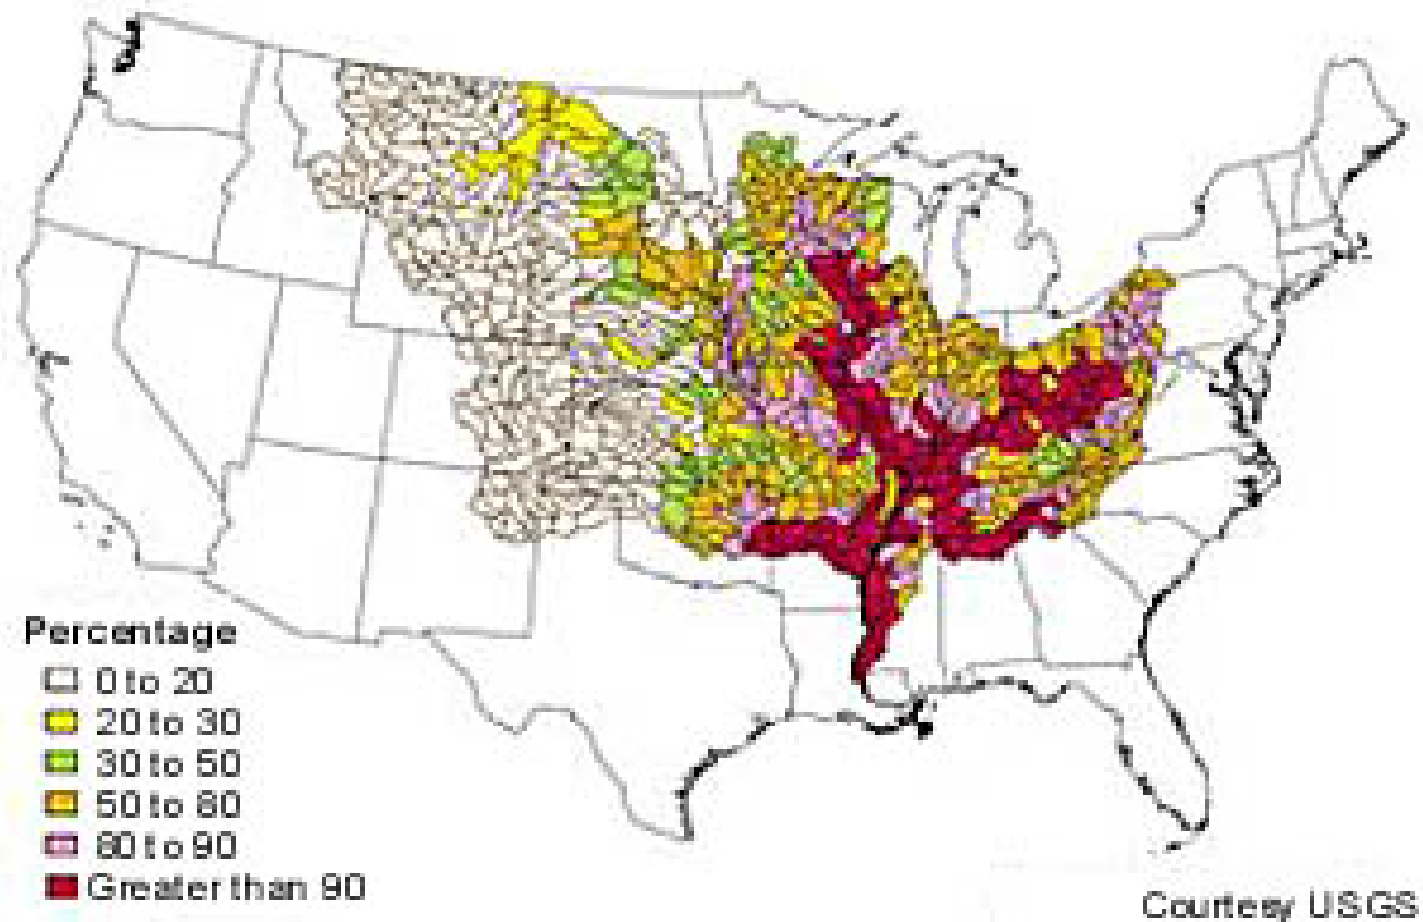 Percentage
0 to 20
20 to 30
30 to 50
50 to 80
80 to 90
Greater than 90
Courtesy USGS